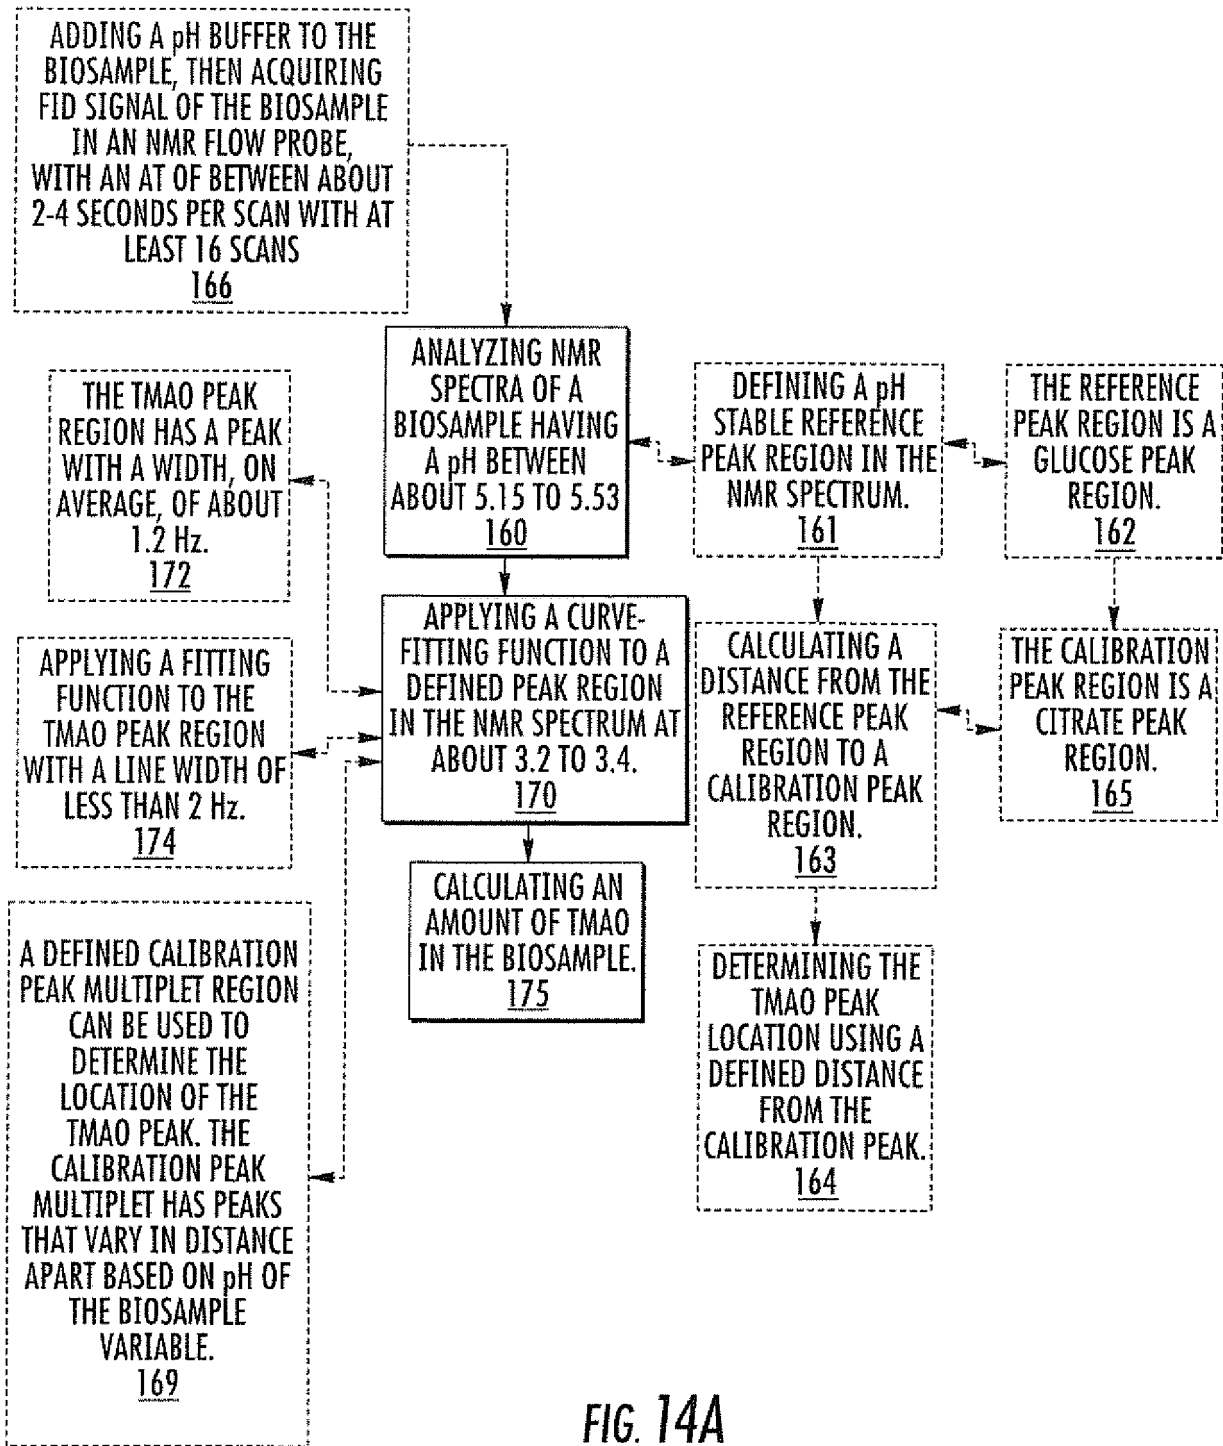 ADDING A pH BUFFER TO THE
BIOSAMPLE, THEN ACQUIRING
FID SIGNAL OF THE BIOSAMPLE
IN AN NMR FLOW PROBE,
WITH AN AT OF BETWEEN ABOUT
2-4 SECONDS PER SCAN WITH AT
LEAST 16 SCANS
166
ANALYZING NMR
SPECTRA OF A
BIOSAMPLE HAVING
A pH BETWEEN
ABOUT 5.15 TO 5.53
160
DEFINING A pH
STABLE REFERENCE
PEAK REGION IN THE
NMR SPECTRUM.
161
THE REFERENCE
PEAK REGION IS A
GLUCOSE PEAK
REGION.
162
THE TMAO PEAK
REGION HAS A PEAK
WITH A WIDTH, ON
AVERAGE, OF ABOUT
1.2 Hz.
172
APPLYING A CURVE-
FITTING FUNCTION TO A
DEFINED PEAK REGION
IN THE NMR SPECTRUM AT
ABOUT 3.2 TO 3.4.
170
CALCULATING A
DISTANCE FROM THE
REFERENCE PEAK
REGION TO A
CALIBRATION PEAK
REGION.
163
THE CALIBRATION
PEAK REGION IS A
CITRATE PEAK
REGION.
165
APPLYING A FITTING
FUNCTION TO THE
TMAO PEAK REGION
WITH A LINE WIDTH OF
LESS THAN 2 Hz.
174
CALCULATING AN
AMOUNT OF TMAO
IN THE BIOSAMPLE.
175
A DEFINED CALIBRATION
PEAK MULTIPLET REGION
CAN BE USED TO
DETERMINE THE
LOCATION OF THE
TMAO PEAK. THE
CALIBRATION PEAK
MULTIPLET HAS PEAKS
THAT VARY IN DISTANCE
APART BASED ON pH OF
THE BIOSAMPLE
VARIABLE.
169
DETERMINING THE
TMAO PEAK
LOCATION USING A
DEFINED DISTANCE
FROM THE
CALIBRATION PEAK.
164
FIG. 14A